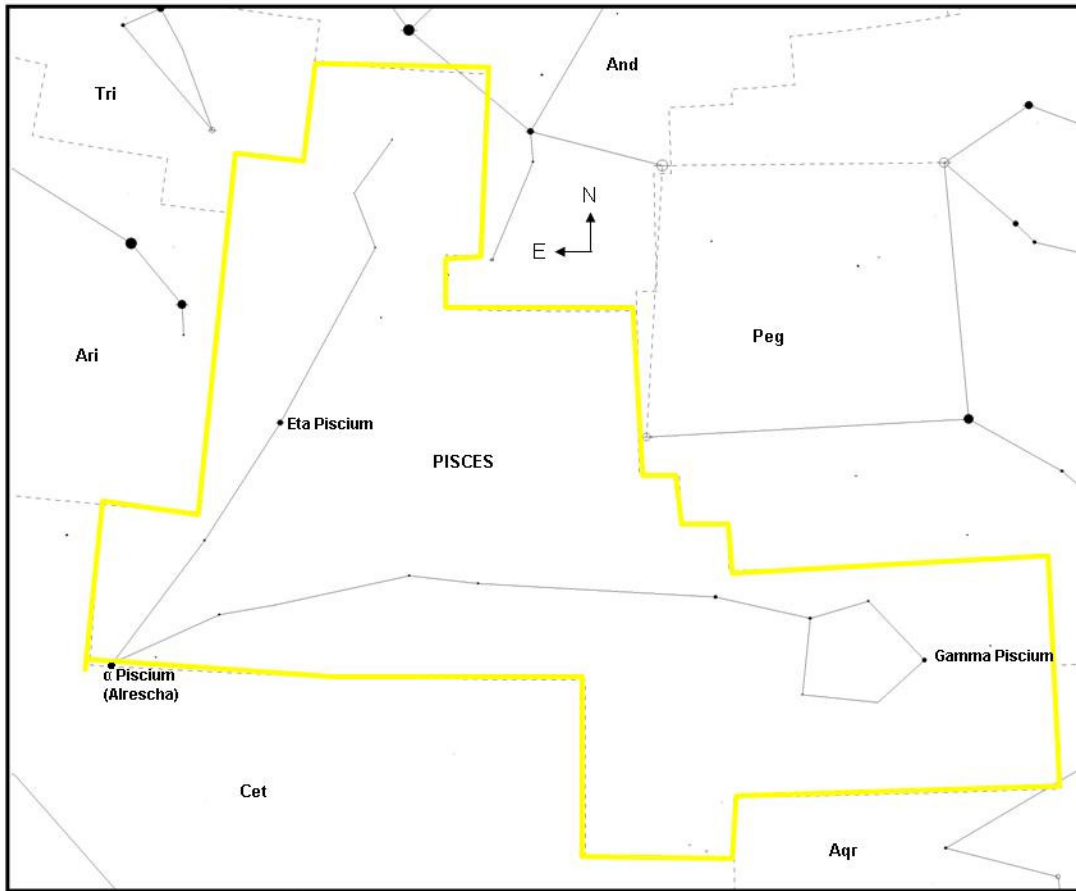 And
Tri
N
E
Peg
Ari
Eta Piscium
PISCES
Gamma Piscium
α Piscium
(Alrescha)
Cet
Aqr